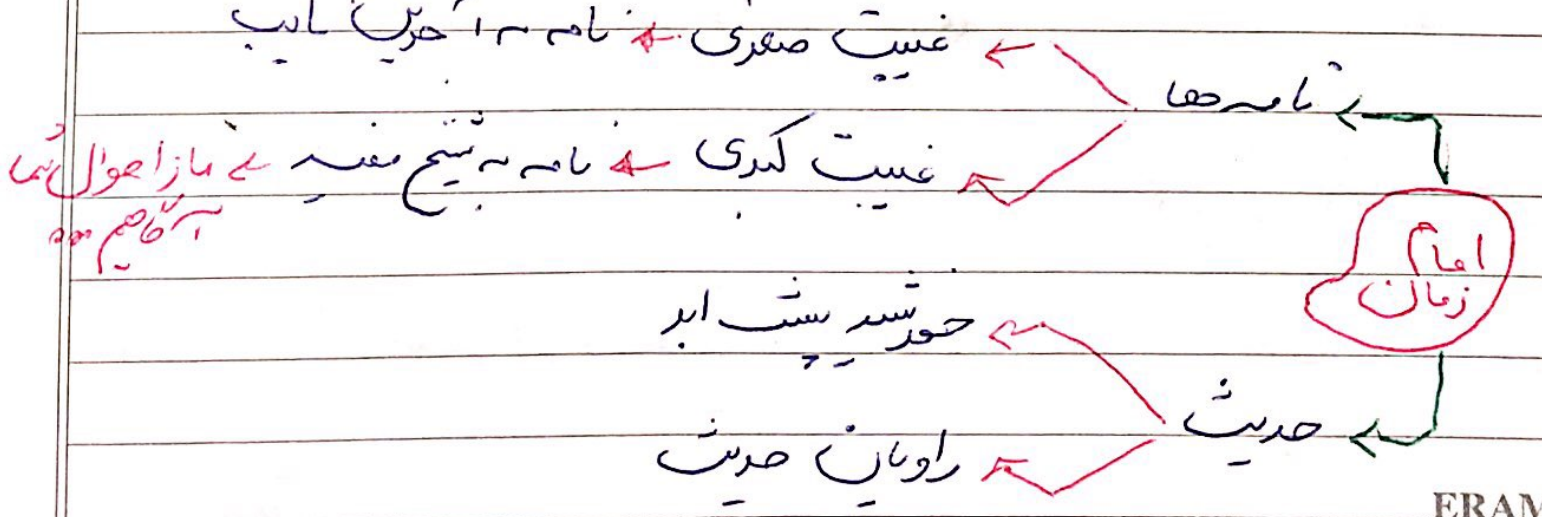 غیبت صغری ← نامه به آخرین نایب
نامه ها
غیبت کبری ← نامه به شیخ مفید ← ما از احوال شما
آگاهیم ...
امام
زمان
خورشید پشت ابر
حدیث
راویان حدیث
ERAM